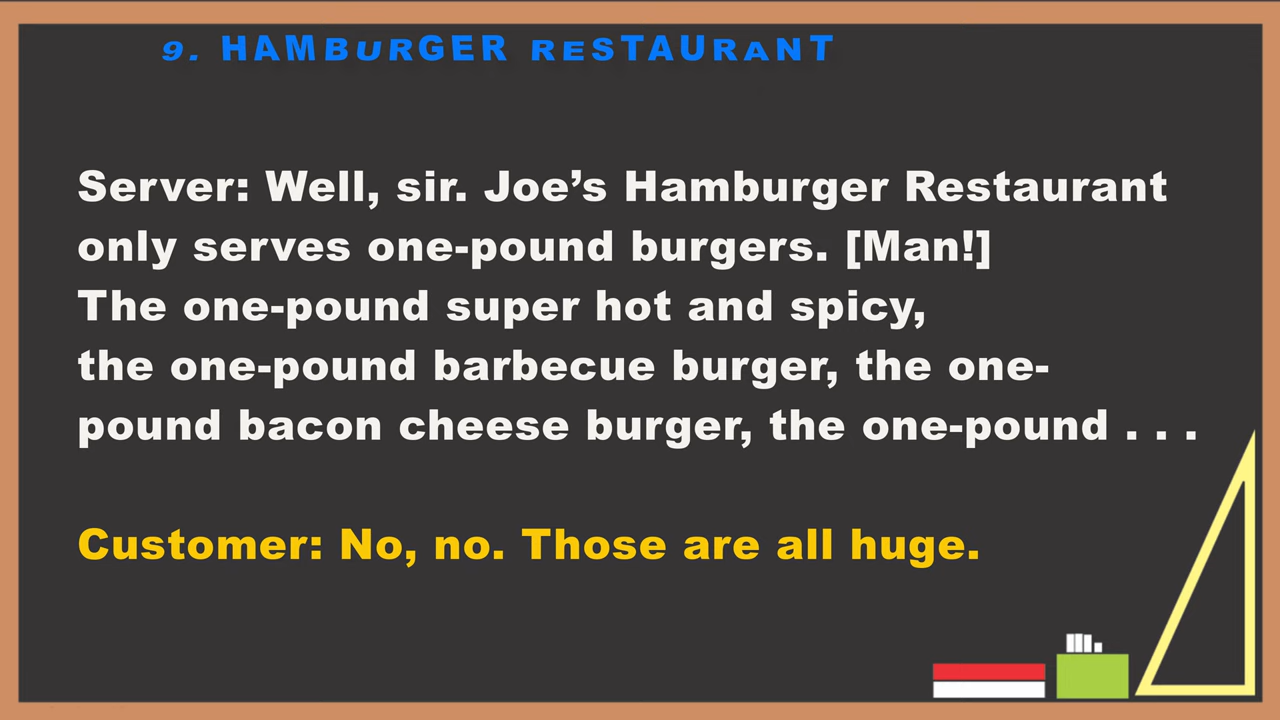 9. HAMBURGER RESTAURANT
Server: Well, sir. Joe’s Hamburger Restaurant
only serves one-pound burgers. [Man!]
The one-pound super hot and spicy,
the one-pound barbecue burger, the one-
pound bacon cheese burger, the one-pound . . .
Customer: No, no. Those are all huge.